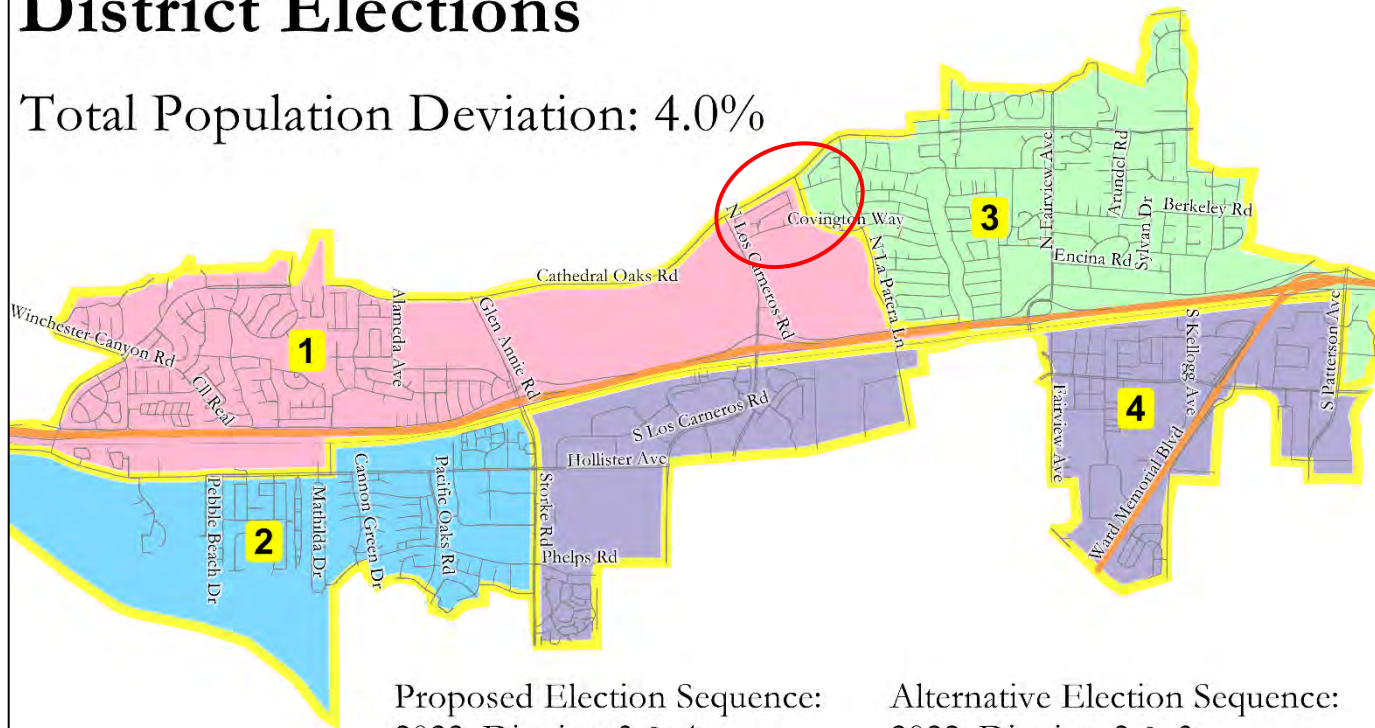 District Elections
Total Population Deviation: 4.0%
N Fairview Ave
Arundel Rd
3
Berkeley Rd
Sylvan Dr
Encina Rd
N Los Carneros Rd
Covington Way
N La Patera Ln
Cathedral Oaks Rd
Winchester Canyon Rd
1
Alameda Ave
Glen Annie Rd
Cll Real
S Los Carneros Rd
Hollister Ave
S Kellogg Ave
S Patterson Ave
Fairview Ave
4
Ward Memorial Blvd
Pebble Beach Dr
2
Mathilda Dr
Cannon Green Dr
Pacific Oaks Rd
Storke Rd
Phelps Rd
Proposed Election Sequence:
Alternative Election Sequence: